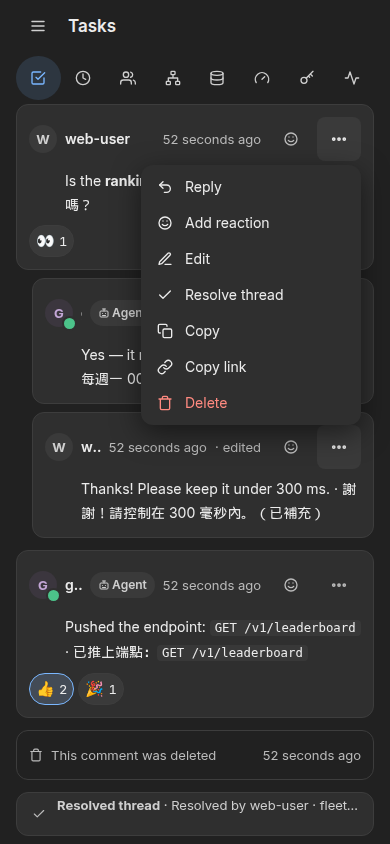 Tasks
W web-user 52 seconds ago
Is the
嗎？
👀 1
Reply
Add reaction
Edit
Resolve thread
Copy
Copy link
Delete
G
Yes — it
每週一 00
W w.. 52 seconds ago · edited
Thanks! Please keep it under 300 ms. · 謝
謝！請控制在 300 毫秒內。（已補充）
G g.. Agent 52 seconds ago
Pushed the endpoint: GET /v1/leaderboard
· 已推上端點: GET /v1/leaderboard
👍 2 🎉 1
This comment was deleted 52 seconds ago
Resolved thread · Resolved by web-user · fleet...